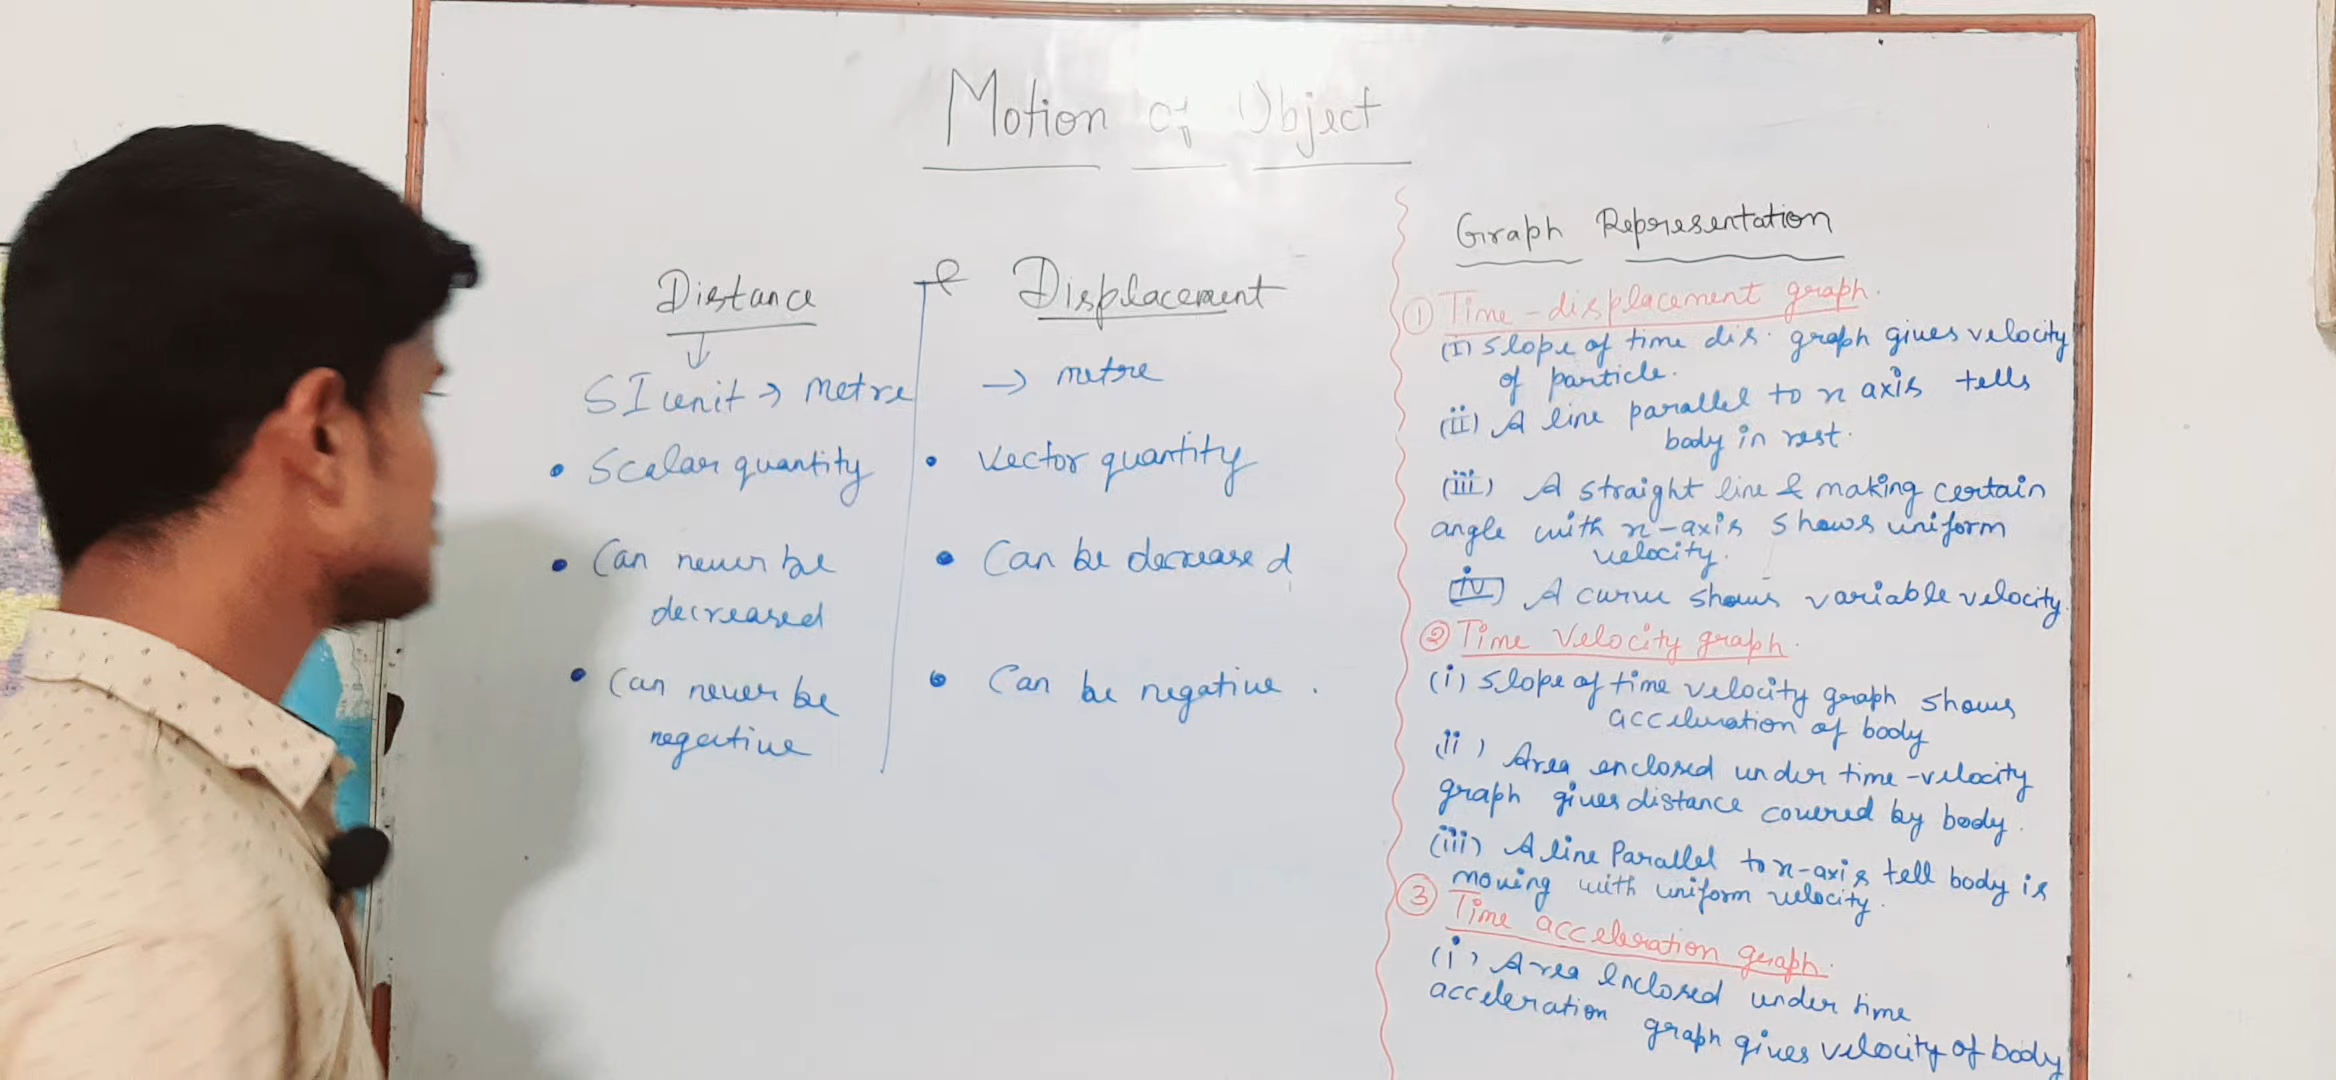 Motion of Object
Distance & Displacement
SI unit → Metre
• Scalar quantity
• Can never be
decreased
• Can never be
negative
→ metre
• Vector quantity
• Can be decreased
• Can be negative.
Graph Representation
① Time-displacement graph.
(I) Slope of time dis. graph gives velocity
of particle.
(ii) A line parallel to x axis tells
body in rest.
(iii) A straight line & making certain
angle with x-axis shows uniform
velocity.
(iv) A curve shows variable velocity.
② Time Velocity graph.
(i) Slope of time velocity graph shows
acceleration of body
(ii) Area enclosed under time-velocity
graph gives distance covered by body.
(iii) A line Parallel to x-axis tell body is
moving with uniform velocity.
③ Time acceleration graph.
(i) Area enclosed under time
acceleration graph gives velocity of body